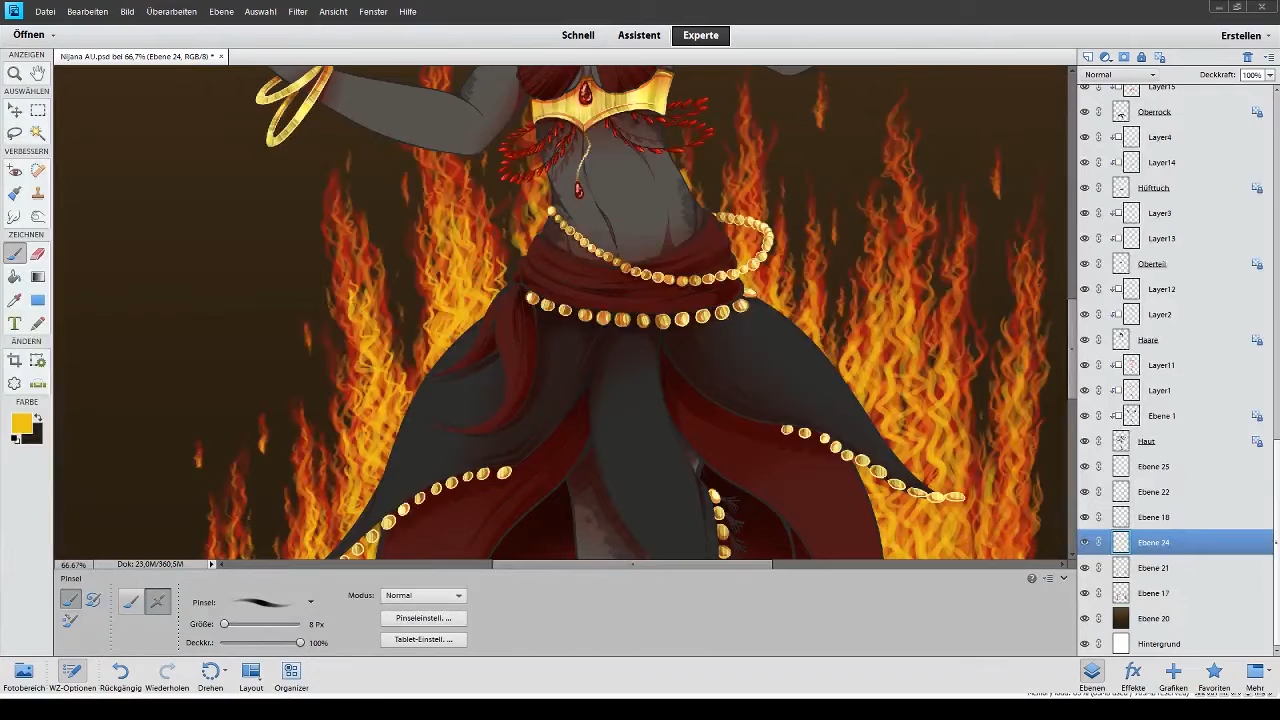 Datei Bearbeiten Bild Überarbeiten Ebene Auswahl Filter Ansicht Fenster Hilfe
Öffnen Schnell Assistent Experte Erstellen
ANZEIGEN
Nijana AU.psd bei 66,7% (Ebene 24, RGB/8) * ×
Normal Deckkraft: 100%
AUSWÄHLEN
VERBESSERN
ZEICHNEN
ÄNDERN
FARBE
Layer15
Oberrock
Layer4
Layer14
Hüfttuch
Layer3
Layer13
Oberteil
Layer12
Layer2
Haare
Layer11
Layer1
Ebene 1
Haut
Ebene 25
Ebene 22
Ebene 18
Ebene 24
Ebene 21
Ebene 17
Ebene 20
Hintergrund
66.67% Dok: 23,0M/360,5M
Pinsel
Pinsel: Modus: Normal
Größe: 8 Px Pinseleinstell. ...
Deckkr.: 100% Tablet-Einstell. ...
Fotobereich WZ-Optionen Rückgängig Wiederholen Drehen Layout Organizer
Ebenen Effekte Grafiken Favoriten Mehr